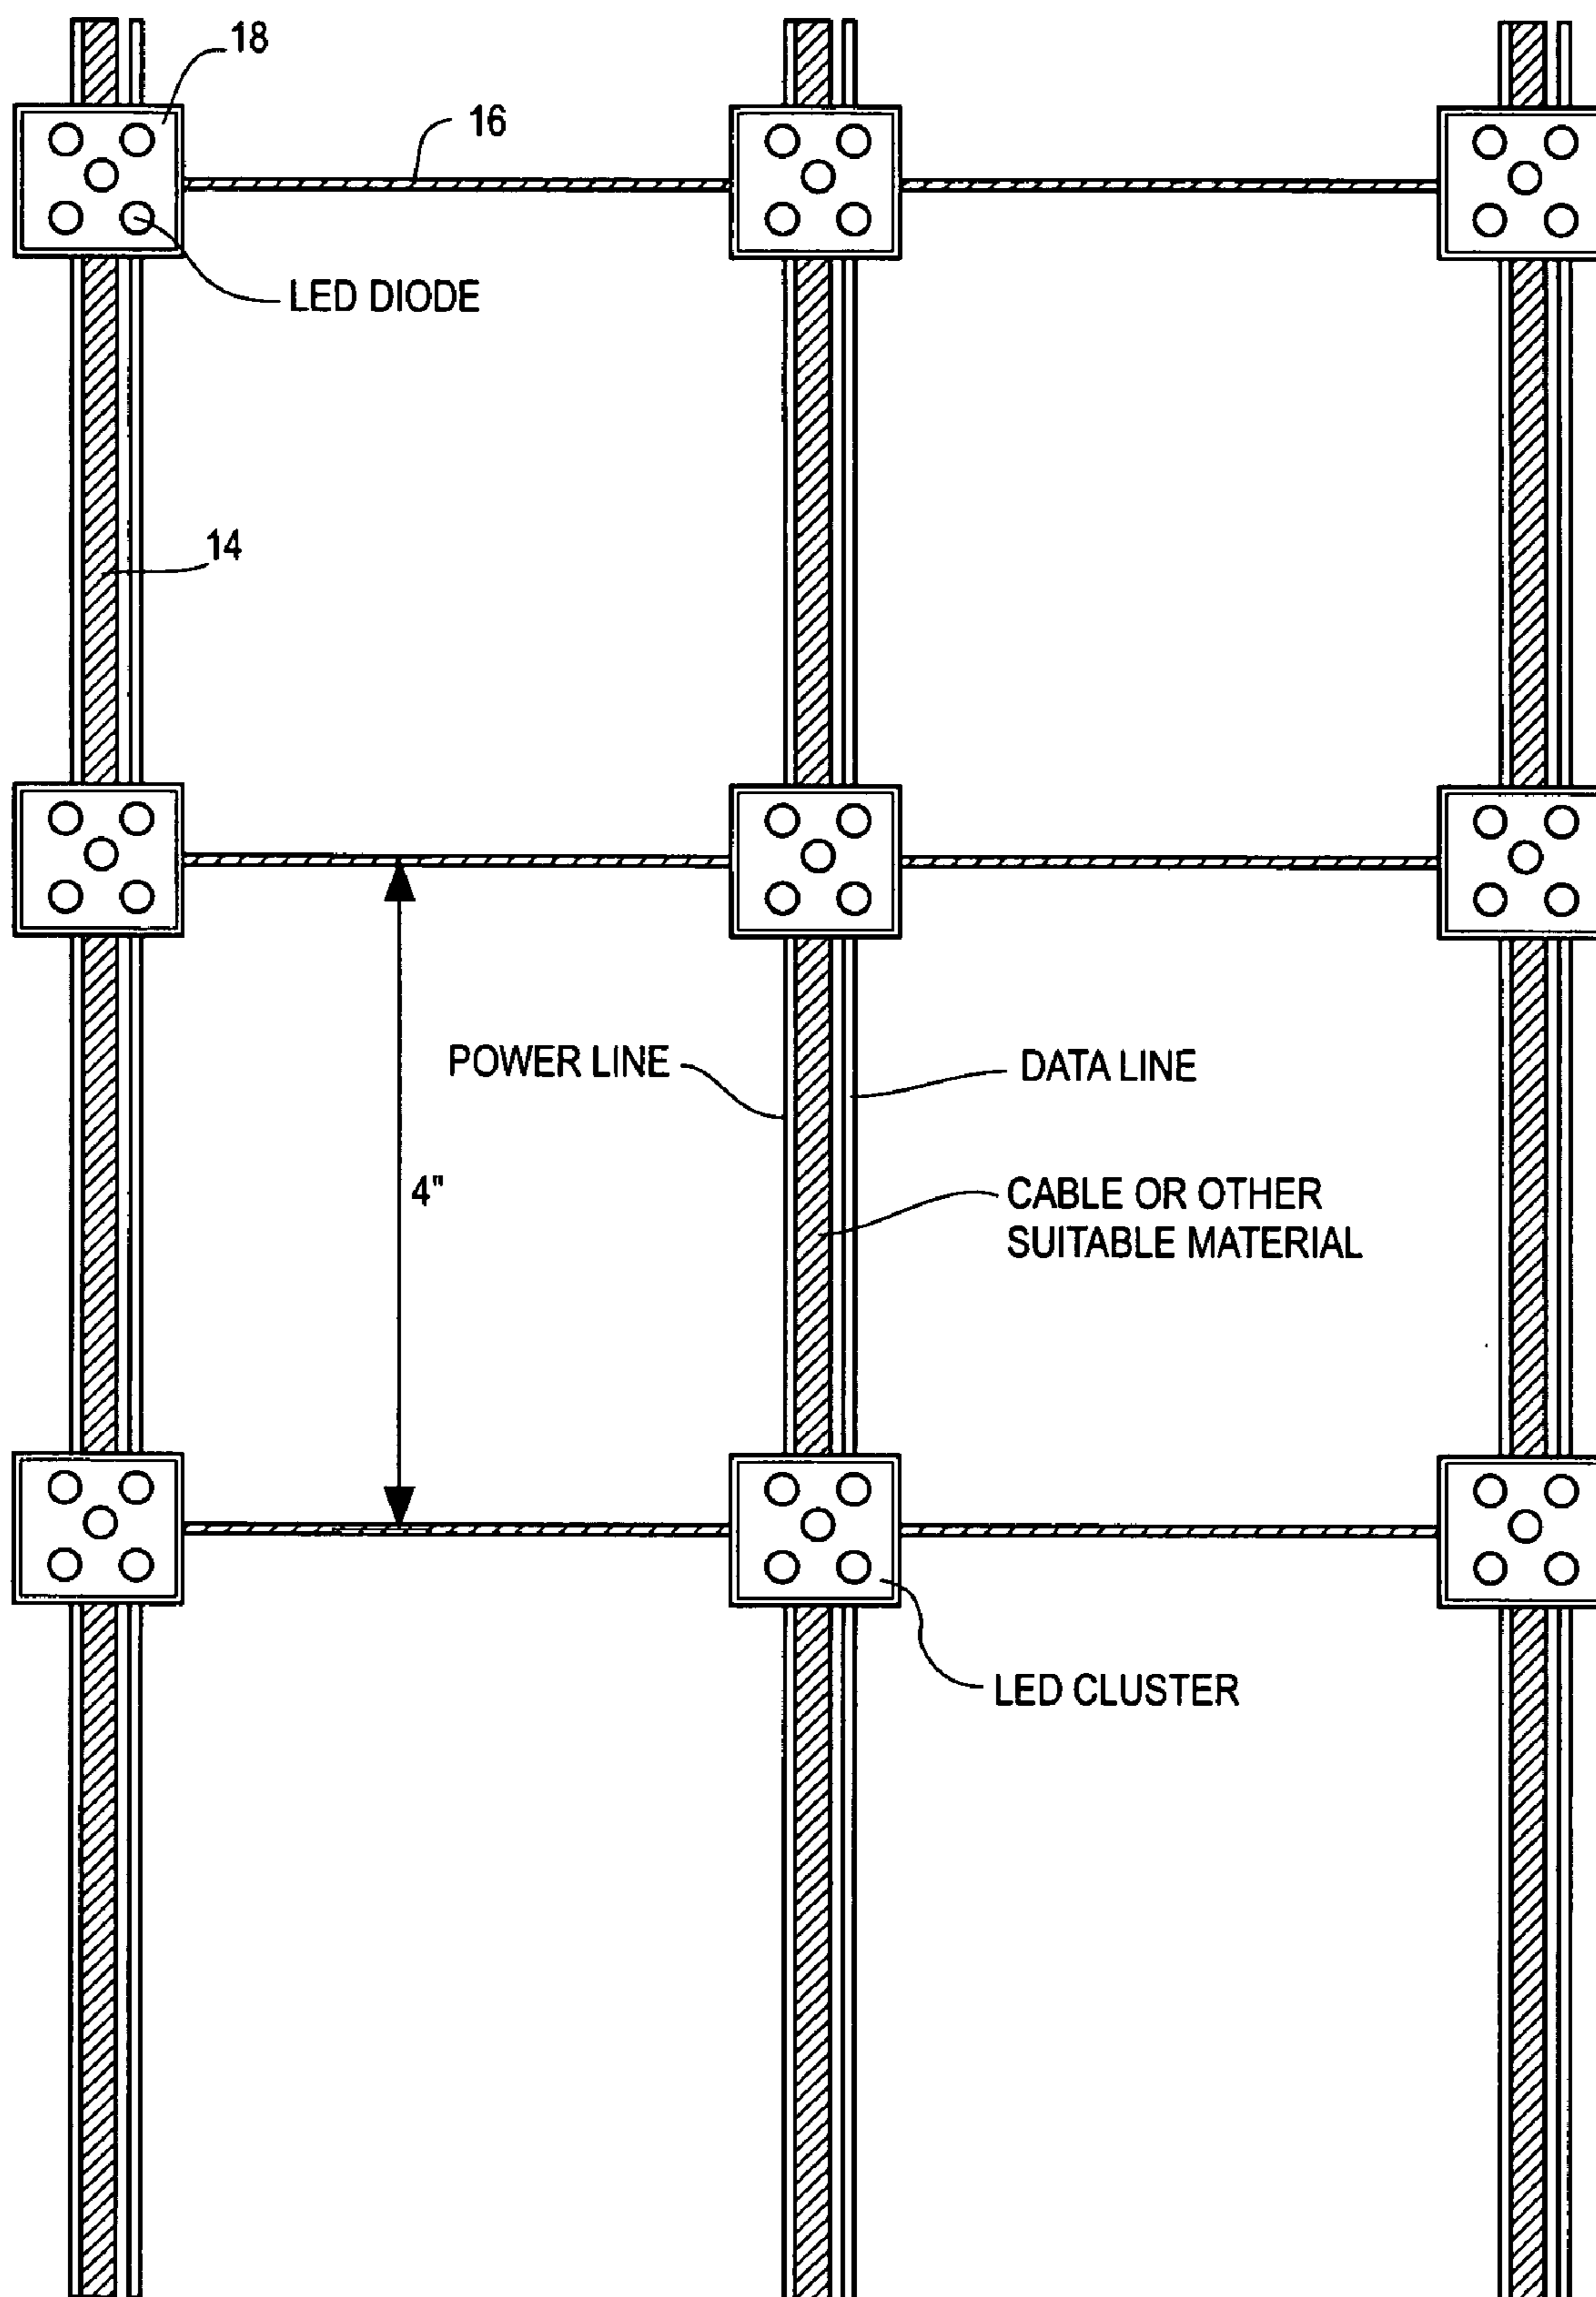 18
16
LED DIODE
14
POWER LINE
DATA LINE
4"
CABLE OR OTHER
SUITABLE MATERIAL
LED CLUSTER